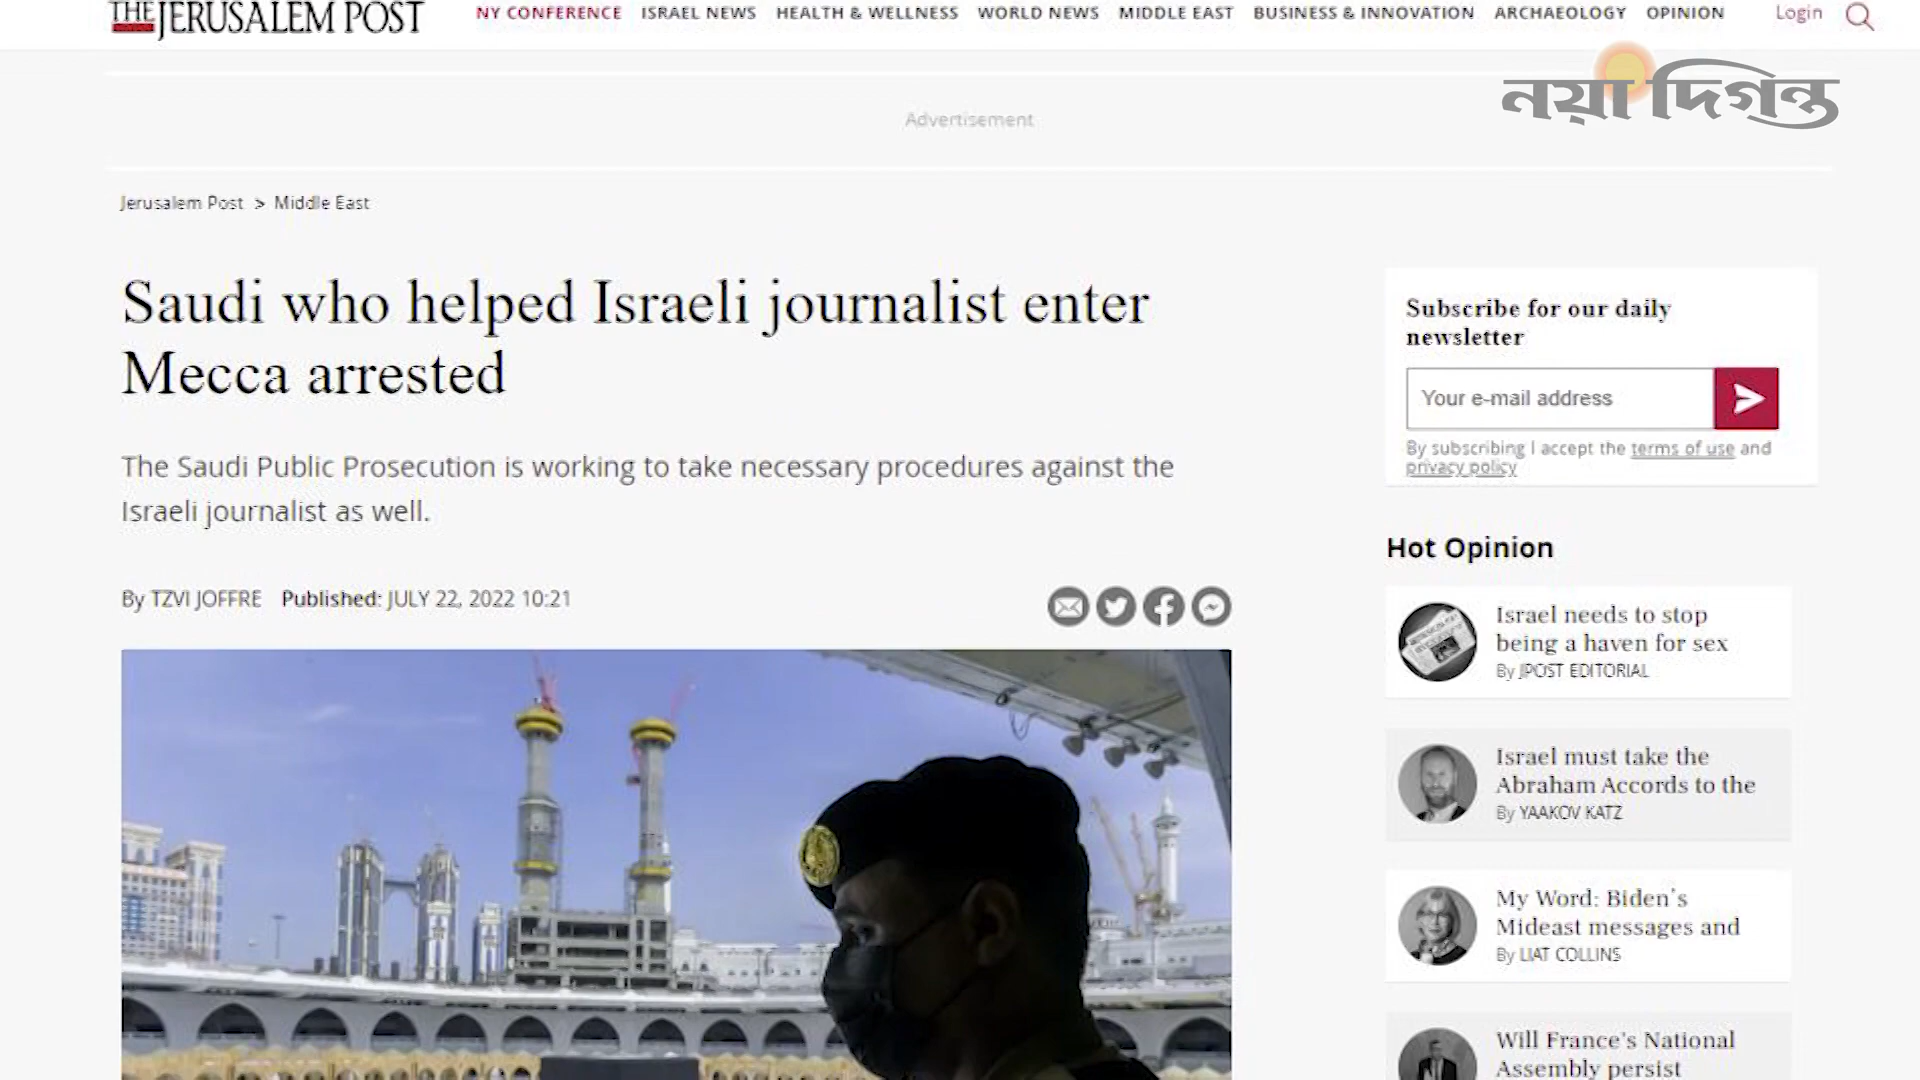 THE JERUSALEM POST
NY CONFERENCE ISRAEL NEWS HEALTH & WELLNESS WORLD NEWS MIDDLE EAST BUSINESS & INNOVATION ARCHAEOLOGY OPINION Login
নয়া দিগন্ত
Advertisement
Jerusalem Post > Middle East
Saudi who helped Israeli journalist enter
Mecca arrested
The Saudi Public Prosecution is working to take necessary procedures against the
Israeli journalist as well.
By TZVI JOFFRE Published: JULY 22, 2022 10:21
Subscribe for our daily
newsletter
Your e-mail address
By subscribing I accept the terms of use and
privacy policy
Hot Opinion
Israel needs to stop
being a haven for sex
By JPOST EDITORIAL
Israel must take the
Abraham Accords to the
By YAAKOV KATZ
My Word: Biden's
Mideast messages and
By LIAT COLLINS
Will France's National
Assembly persist